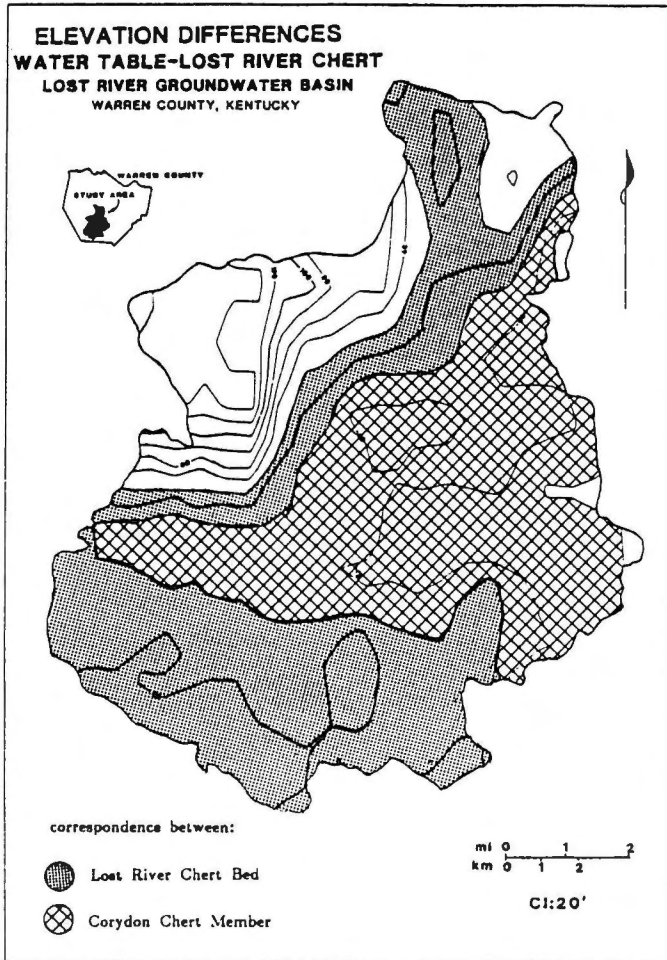 ELEVATION DIFFERENCES
WATER TABLE-LOST RIVER CHERT
LOST RIVER GROUNDWATER BASIN
WARREN COUNTY, KENTUCKY
WARREN COUNTY
STUDY AREA
correspondence between:
Lost River Chert Bed
Corydon Chert Member
mi 0 1 2
km 0 1 2
CI:20'